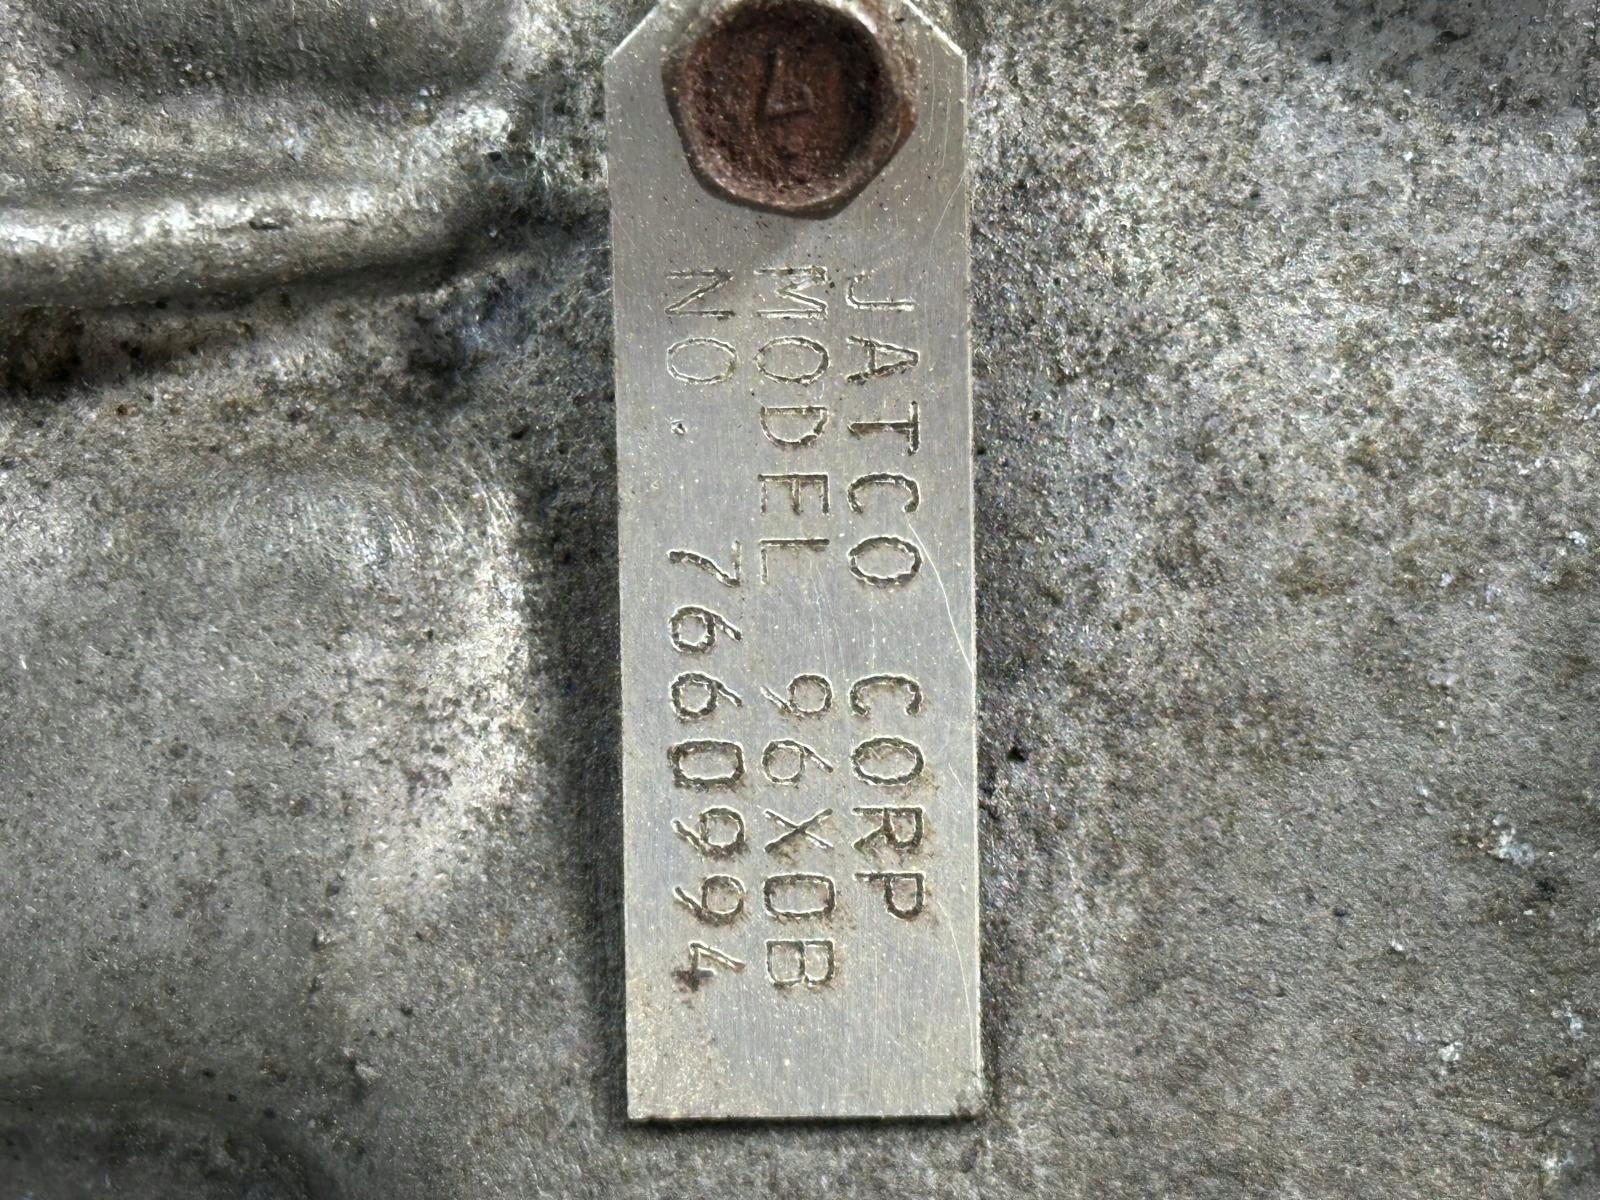 JATCO CORP
MODEL 96X0B
NO. 7660994